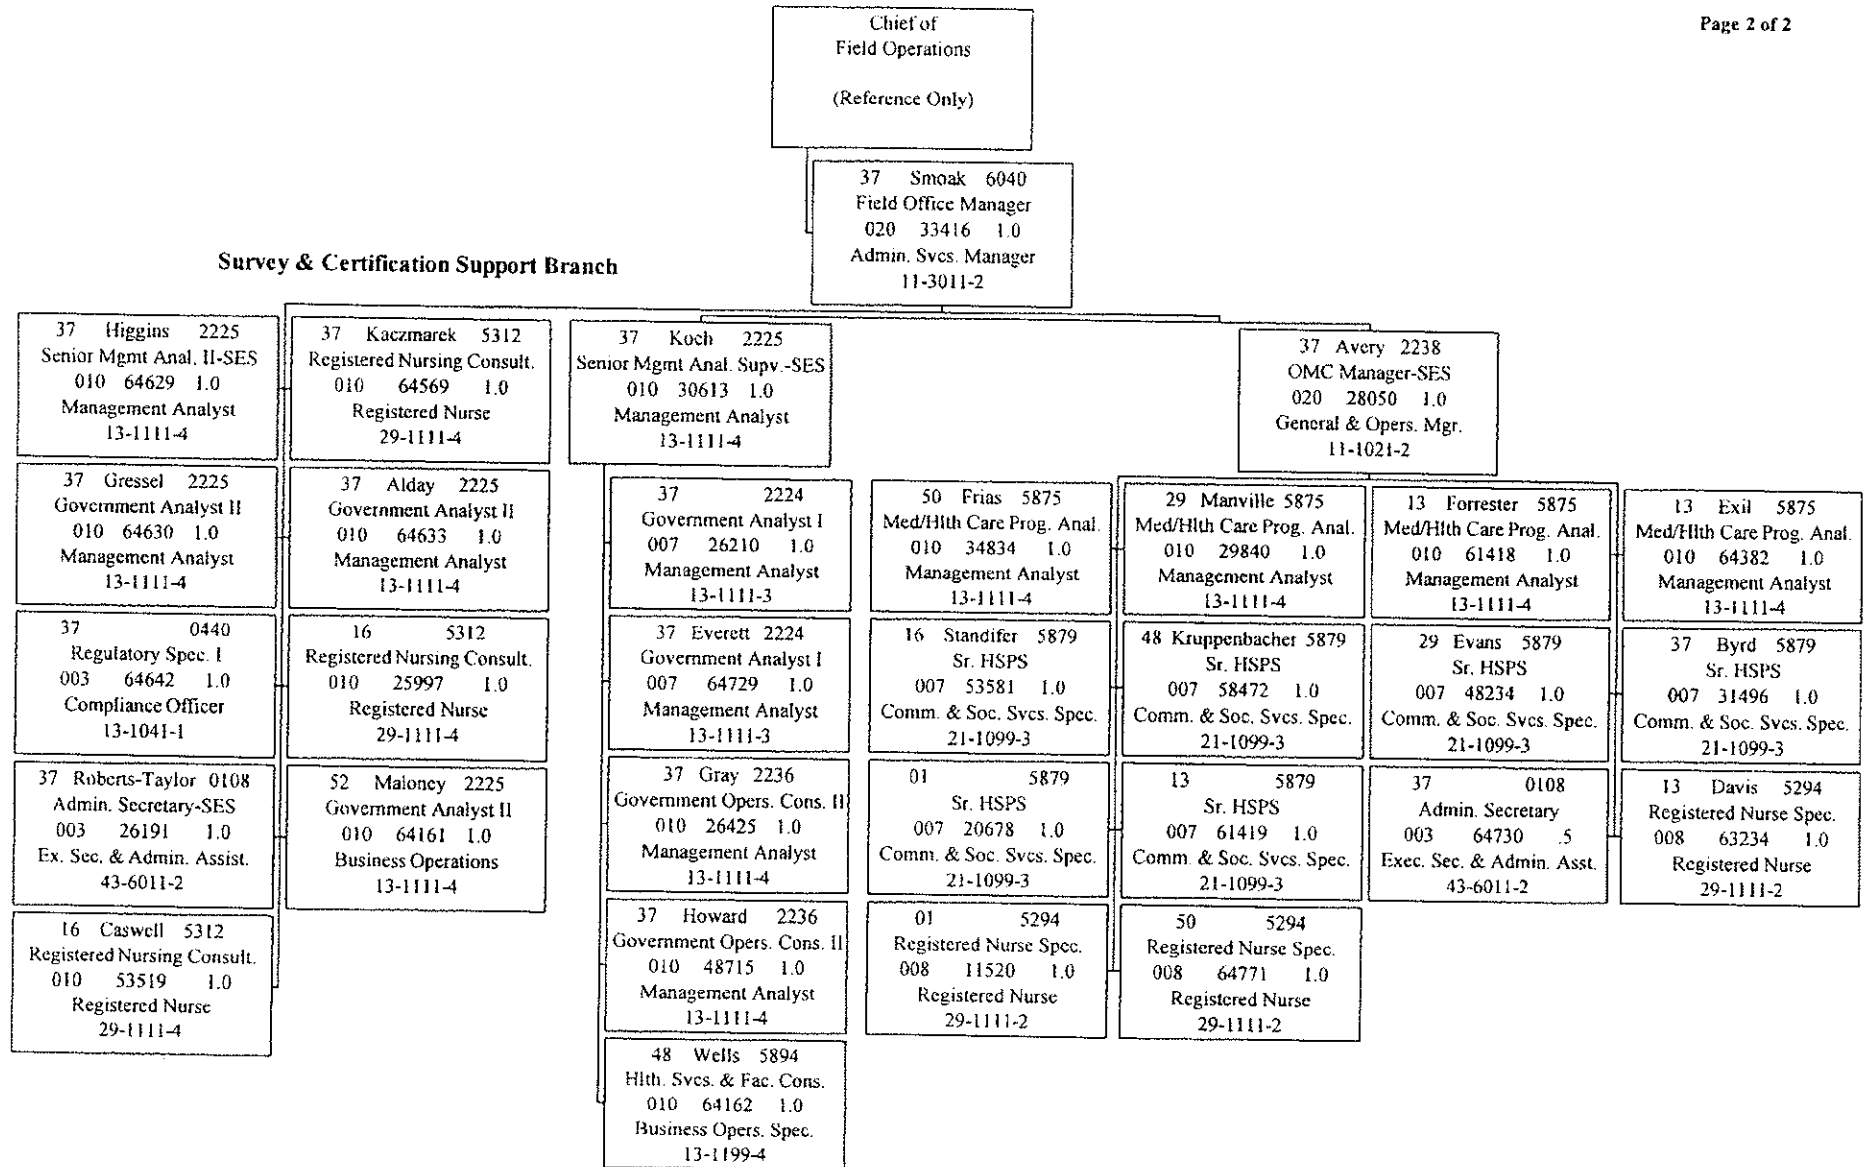 Page 2 of 2
Chief of
Field Operations
(Reference Only)
37 Smoak 6040
Field Office Manager
020 33416 1.0
Admin. Svcs. Manager
11-3011-2
Survey & Certification Support Branch
37 Higgins 2225
Senior Mgmt Anal. II-SES
010 64629 1.0
Management Analyst
13-1111-4
37 Kaczmarek 5312
Registered Nursing Consult.
010 64569 1.0
Registered Nurse
29-1111-4
37 Koch 2225
Senior Mgmt Anal. Supv.-SES
010 30613 1.0
Management Analyst
13-1111-4
37 Avery 2238
OMC Manager-SES
020 28050 1.0
General & Opers. Mgr.
11-1021-2
37 Gressel 2225
Government Analyst II
010 64630 1.0
Management Analyst
13-1111-4
37 Alday 2225
Government Analyst II
010 64633 1.0
Management Analyst
13-1111-4
37 2224
Government Analyst I
007 26210 1.0
Management Analyst
13-1111-3
50 Frias 5875
Med/Hlth Care Prog. Anal.
010 34834 1.0
Management Analyst
13-1111-4
29 Manville 5875
Med/Hlth Care Prog. Anal.
010 29840 1.0
Management Analyst
13-1111-4
13 Forrester 5875
Med/Hlth Care Prog. Anal.
010 61418 1.0
Management Analyst
13-1111-4
13 Exil 5875
Med/Hlth Care Prog. Anal.
010 64382 1.0
Management Analyst
13-1111-4
37 0440
Regulatory Spec. I
003 64642 1.0
Compliance Officer
13-1041-1
16 5312
Registered Nursing Consult.
010 25997 1.0
Registered Nurse
29-1111-4
37 Everett 2224
Government Analyst I
007 64729 1.0
Management Analyst
13-1111-3
16 Standifer 5879
Sr. HSPS
007 53581 1.0
Comm. & Soc. Svcs. Spec.
21-1099-3
48 Kruppenbacher 5879
Sr. HSPS
007 58472 1.0
Comm. & Soc. Svcs. Spec.
21-1099-3
29 Evans 5879
Sr. HSPS
007 48234 1.0
Comm. & Soc. Svcs. Spec.
21-1099-3
37 Byrd 5879
Sr. HSPS
007 31496 1.0
Comm. & Soc. Svcs. Spec.
21-1099-3
37 Roberts-Taylor 0108
Admin. Secretary-SES
003 26191 1.0
Ex. Sec. & Admin. Assist.
43-6011-2
52 Maloney 2225
Government Analyst II
010 64161 1.0
Business Operations
13-1111-4
37 Gray 2236
Government Opers. Cons. II
010 26425 1.0
Management Analyst
13-1111-4
01 5879
Sr. HSPS
007 20678 1.0
Comm. & Soc. Svcs. Spec.
21-1099-3
13 5879
Sr. HSPS
007 61419 1.0
Comm. & Soc. Svcs. Spec.
21-1099-3
37 0108
Admin. Secretary
003 64730 .5
Exec. Sec. & Admin. Asst.
43-6011-2
13 Davis 5294
Registered Nurse Spec.
008 63234 1.0
Registered Nurse
29-1111-2
16 Caswell 5312
Registered Nursing Consult.
010 53519 1.0
Registered Nurse
29-1111-4
37 Howard 2236
Government Opers. Cons. II
010 48715 1.0
Management Analyst
13-1111-4
01 5294
Registered Nurse Spec.
008 11520 1.0
Registered Nurse
29-1111-2
50 5294
Registered Nurse Spec.
008 64771 1.0
Registered Nurse
29-1111-2
48 Wells 5894
Hlth. Svcs. & Fac. Cons.
010 64162 1.0
Business Opers. Spec.
13-1199-4